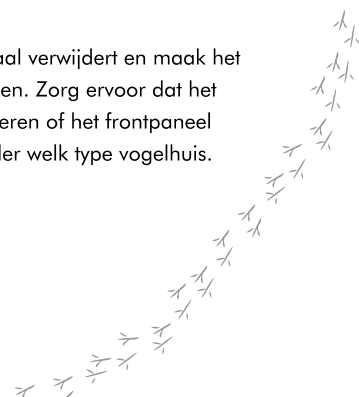 aal verwijdert en maak het
en. Zorg ervoor dat het
eren of het frontpaneel
der welk type vogelhuis.